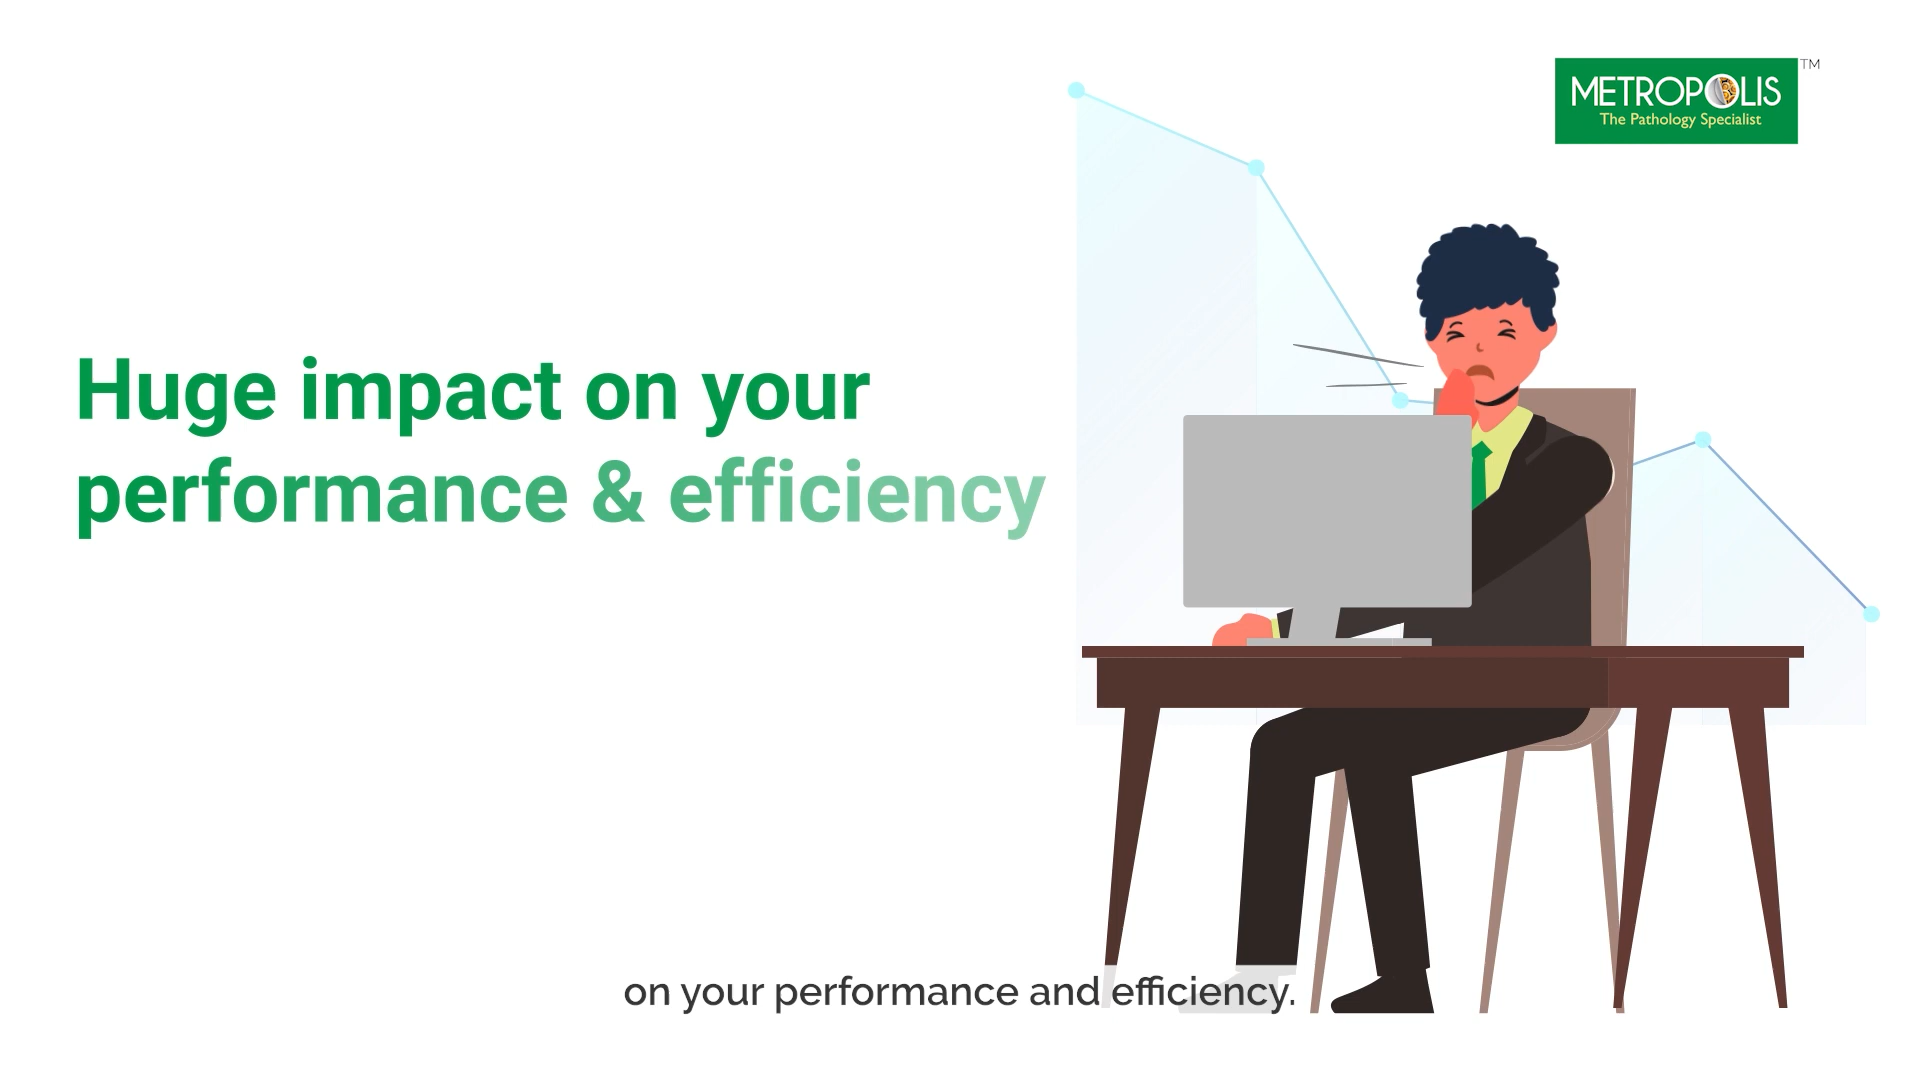 METROPOLIS
TM
The Pathology Specialist
Huge impact on your
performance & efficiency
on your performance and efficiency.